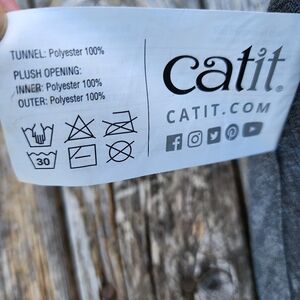 TUNNEL: Polyester 100%
PLUSH OPENING:
INNER: Polyester 100%
OUTER: Polyester 100%
30
catit®
CATIT.COM